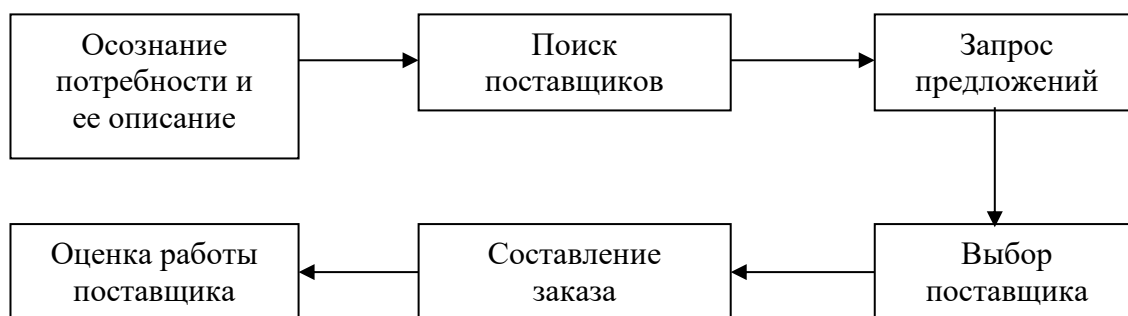 Осознание
потребности и
ее описание
Поиск
поставщиков
Запрос
предложений
Выбор
поставщика
Составление
заказа
Оценка работы
поставщика